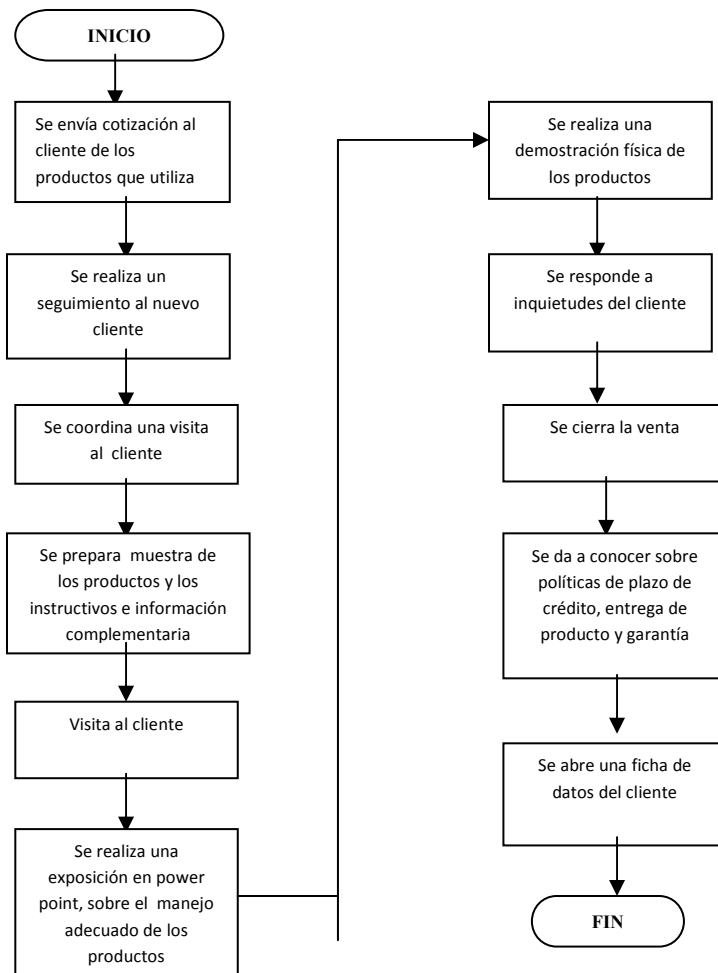 INICIO
Se envía cotización al
cliente de los
productos que utiliza
Se realiza un
seguimiento al nuevo
cliente
Se coordina una visita
al cliente
Se prepara muestra de
los productos y los
instructivos e información
complementaria
Visita al cliente
Se realiza una
exposición en power
point, sobre el manejo
adecuado de los
productos
Se realiza una
demostración física de
los productos
Se responde a
inquietudes del cliente
Se cierra la venta
Se da a conocer sobre
políticas de plazo de
crédito, entrega de
producto y garantía
Se abre una ficha de
datos del cliente
FIN